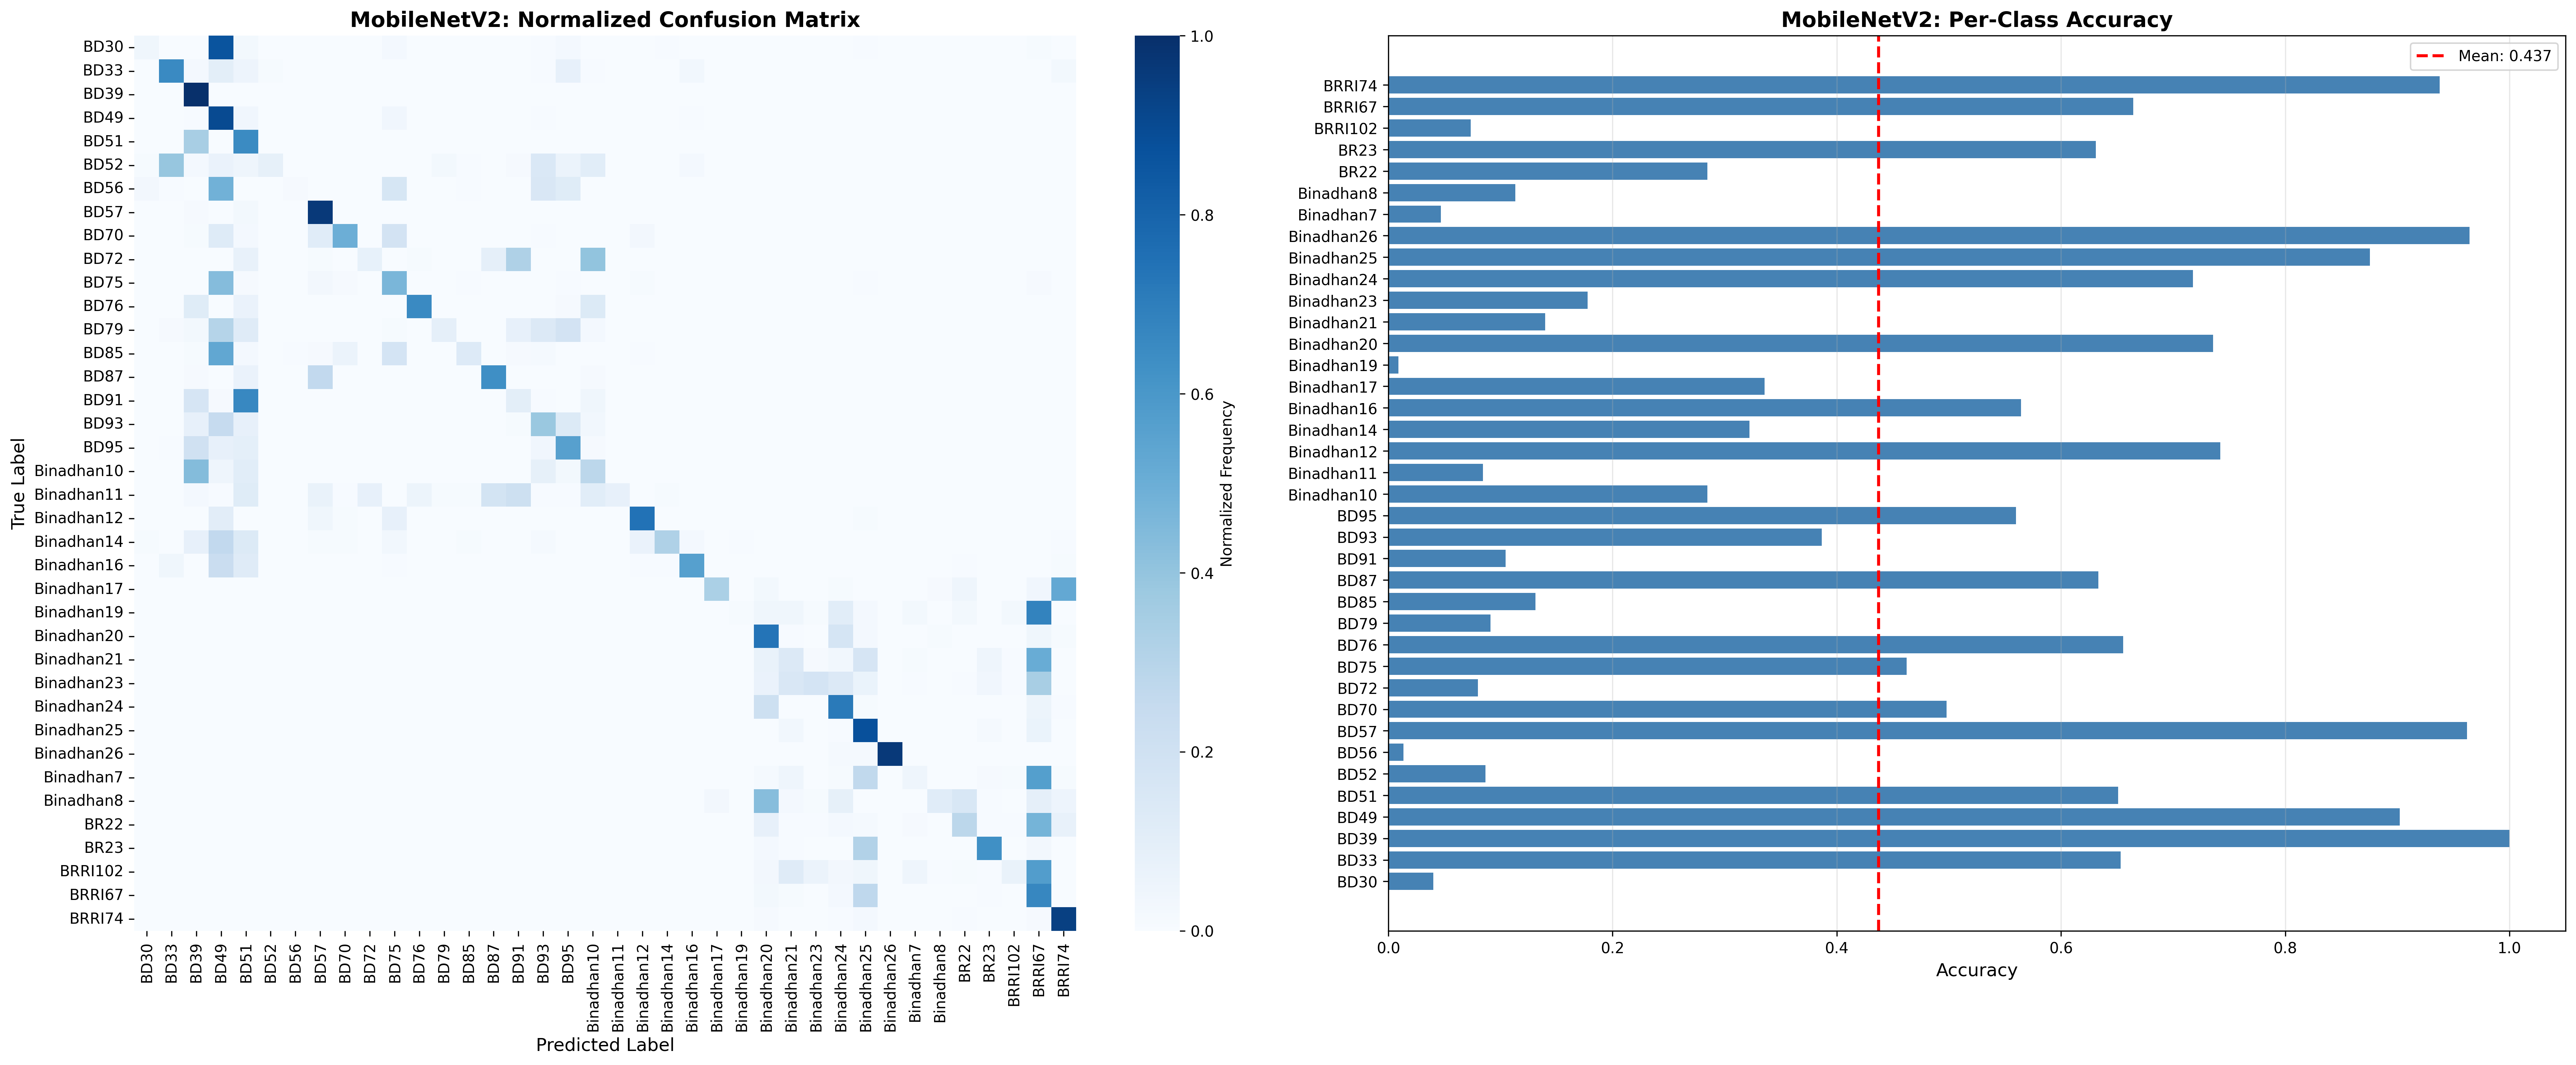 MobileNetV2: Normalized Confusion Matrix
True Label
BD30
BD33
BD39
BD49
BD51
BD52
BD56
BD57
BD70
BD72
BD75
BD76
BD79
BD85
BD87
BD91
BD93
BD95
Binadhan10
Binadhan11
Binadhan12
Binadhan14
Binadhan16
Binadhan17
Binadhan19
Binadhan20
Binadhan21
Binadhan23
Binadhan24
Binadhan25
Binadhan26
Binadhan7
Binadhan8
BR22
BR23
BRRI102
BRRI67
BRRI74
BD30
BD33
BD39
BD49
BD51
BD52
BD56
BD57
BD70
BD72
BD75
BD76
BD79
BD85
BD87
BD91
BD93
BD95
Binadhan10
Binadhan11
Binadhan12
Binadhan14
Binadhan16
Binadhan17
Binadhan19
Binadhan20
Binadhan21
Binadhan23
Binadhan24
Binadhan25
Binadhan26
Binadhan7
Binadhan8
BR22
BR23
BRRI102
BRRI67
BRRI74
Predicted Label
1.0
0.8
0.6
0.4
0.2
0.0
Normalized Frequency
MobileNetV2: Per-Class Accuracy
Mean: 0.437
BRRI74
BRRI67
BRRI102
BR23
BR22
Binadhan8
Binadhan7
Binadhan26
Binadhan25
Binadhan24
Binadhan23
Binadhan21
Binadhan20
Binadhan19
Binadhan17
Binadhan16
Binadhan14
Binadhan12
Binadhan11
Binadhan10
BD95
BD93
BD91
BD87
BD85
BD79
BD76
BD75
BD72
BD70
BD57
BD56
BD52
BD51
BD49
BD39
BD33
BD30
0.0 0.2 0.4 0.6 0.8 1.0
Accuracy